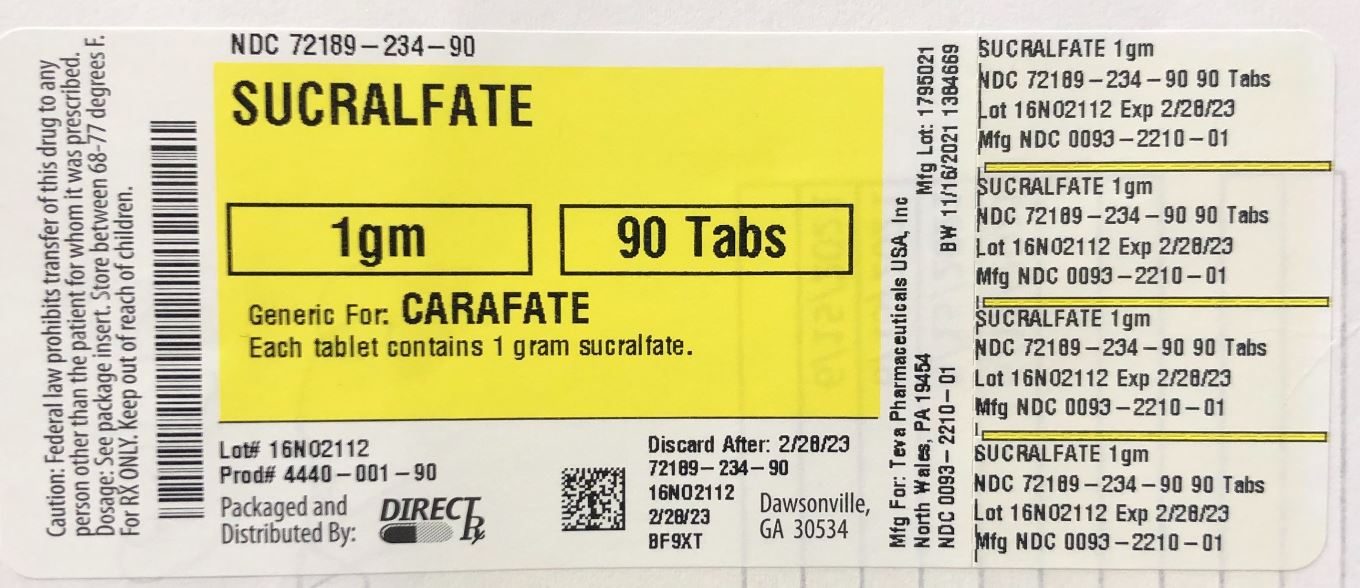 Caution: Federal law prohibits transfer of this drug to any
person other than the patient for whom it was prescribed.
Dosage: See package insert. Store between 68-77 degrees F.
For RX ONLY. Keep out of reach of children.
NDC 72189-234-90
SUCRALFATE
1gm
90 Tabs
Generic For: CARAFATE
Each tablet contains 1 gram sucralfate.
Lot# 16NO2112
Prod# 4440-001-90
Packaged and
Distributed By:
DIRECT Rx
Discard After: 2/28/23
72189-234-90
16NO2112
2/28/23
BF9XT
Dawsonville,
GA 30534
Mfg For: Teva Pharmaceuticals USA, Inc
North Wales, PA 19454
NDC 0093-2210-01
Mfg Lot: 1795021
BW 11/16/2021 1384669
SUCRALFATE 1gm
NDC 72189-234-90 90 Tabs
Lot 16NO2112 Exp 2/28/23
Mfg NDC 0093-2210-01
SUCRALFATE 1gm
NDC 72189-234-90 90 Tabs
Lot 16NO2112 Exp 2/28/23
Mfg NDC 0093-2210-01
SUCRALFATE 1gm
NDC 72189-234-90 90 Tabs
Lot 16NO2112 Exp 2/28/23
Mfg NDC 0093-2210-01
SUCRALFATE 1gm
NDC 72189-234-90 90 Tabs
Lot 16NO2112 Exp 2/28/23
Mfg NDC 0093-2210-01